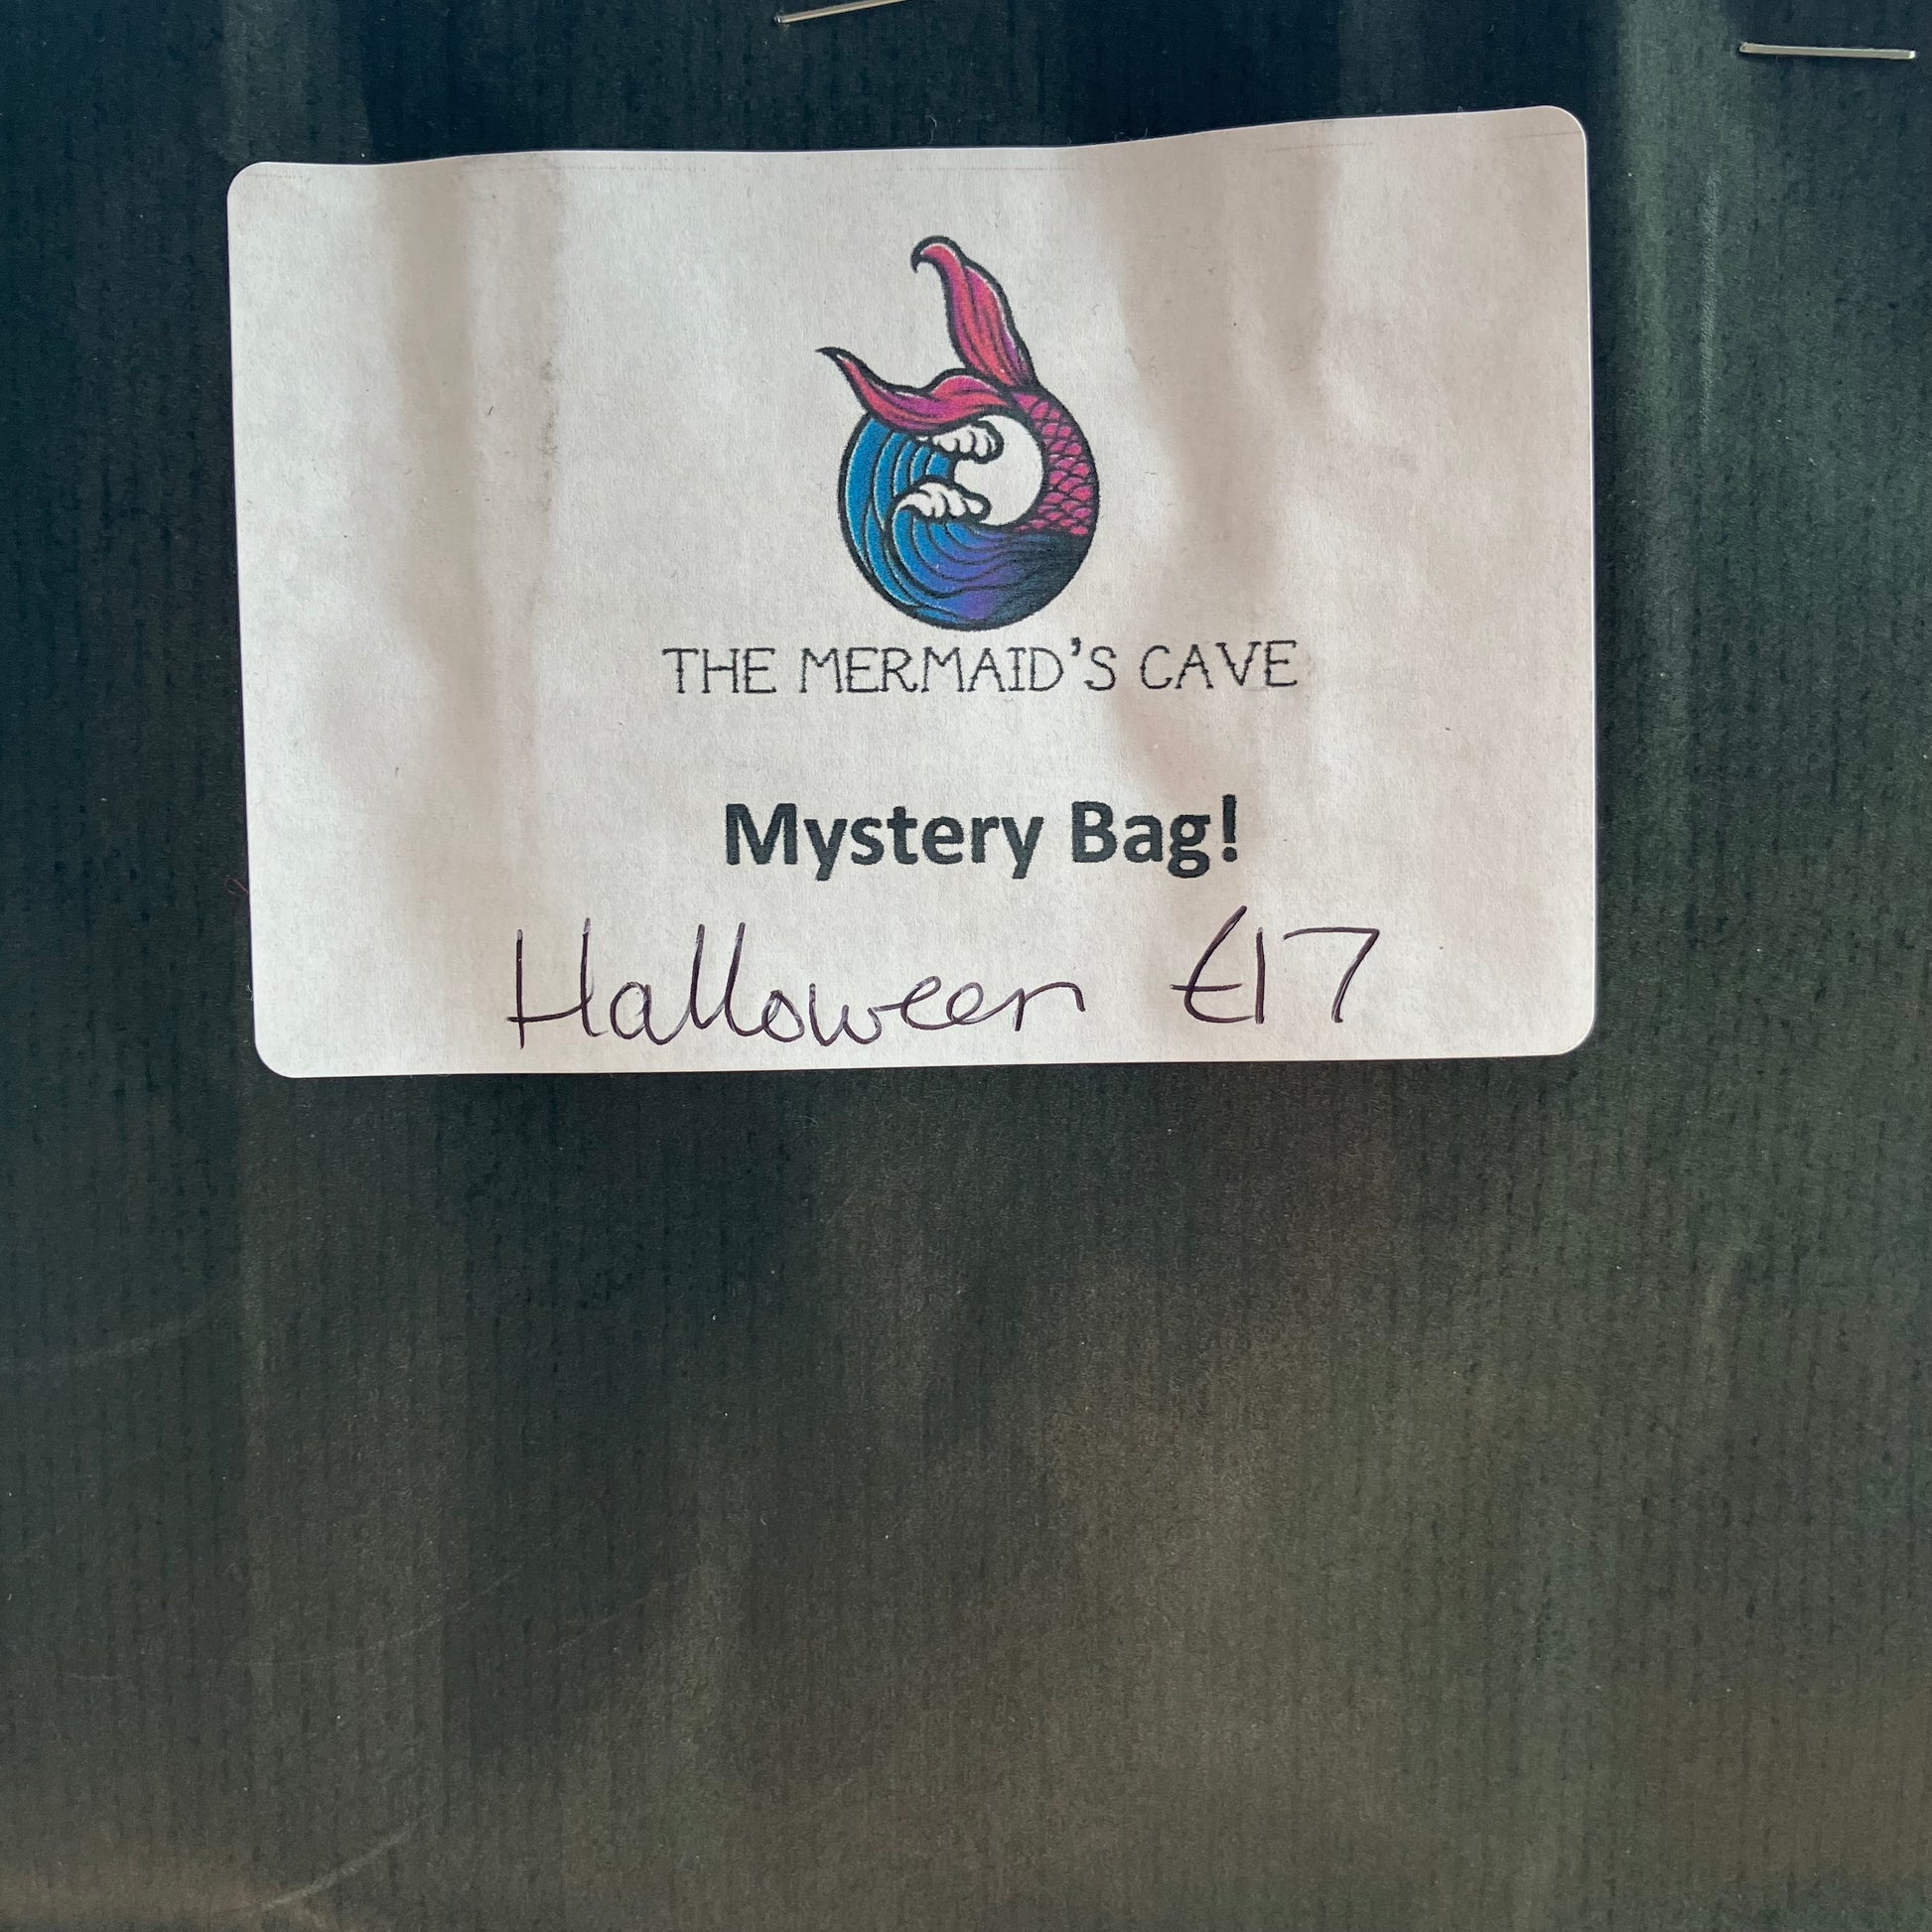 THE MERMAID'S CAVE
Mystery Bag!
Halloween £17